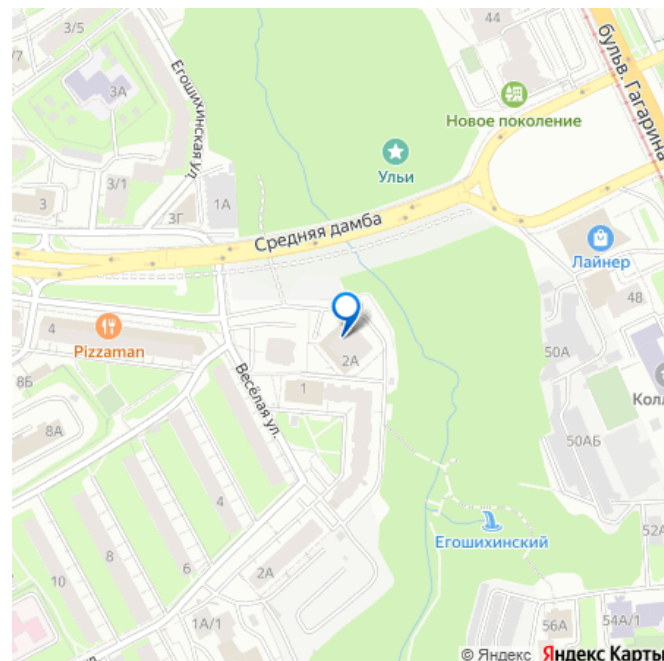 3/5
/7
3А
Егошихинская ул.
3
3/1
3Г
1А
44
Новое поколение
бульв. Гагарина
Ульи
Средняя дамба
Лайнер
48
50А
4
Pizzaman
8Б
2А
1
Весёлая ул.
Кол
50АБ
8А
4
8
6
10
Егошихинский
52А
2А
1А/1
56А
54А/1
© Яндекс Яндекс Карты